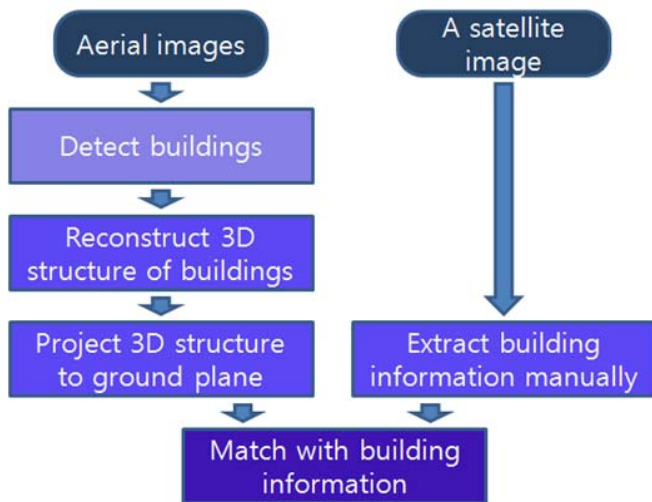 Aerial images
A satellite
image
Detect buildings
Reconstruct 3D
structure of buildings
Project 3D structure
to ground plane
Extract building
information manually
Match with building
information